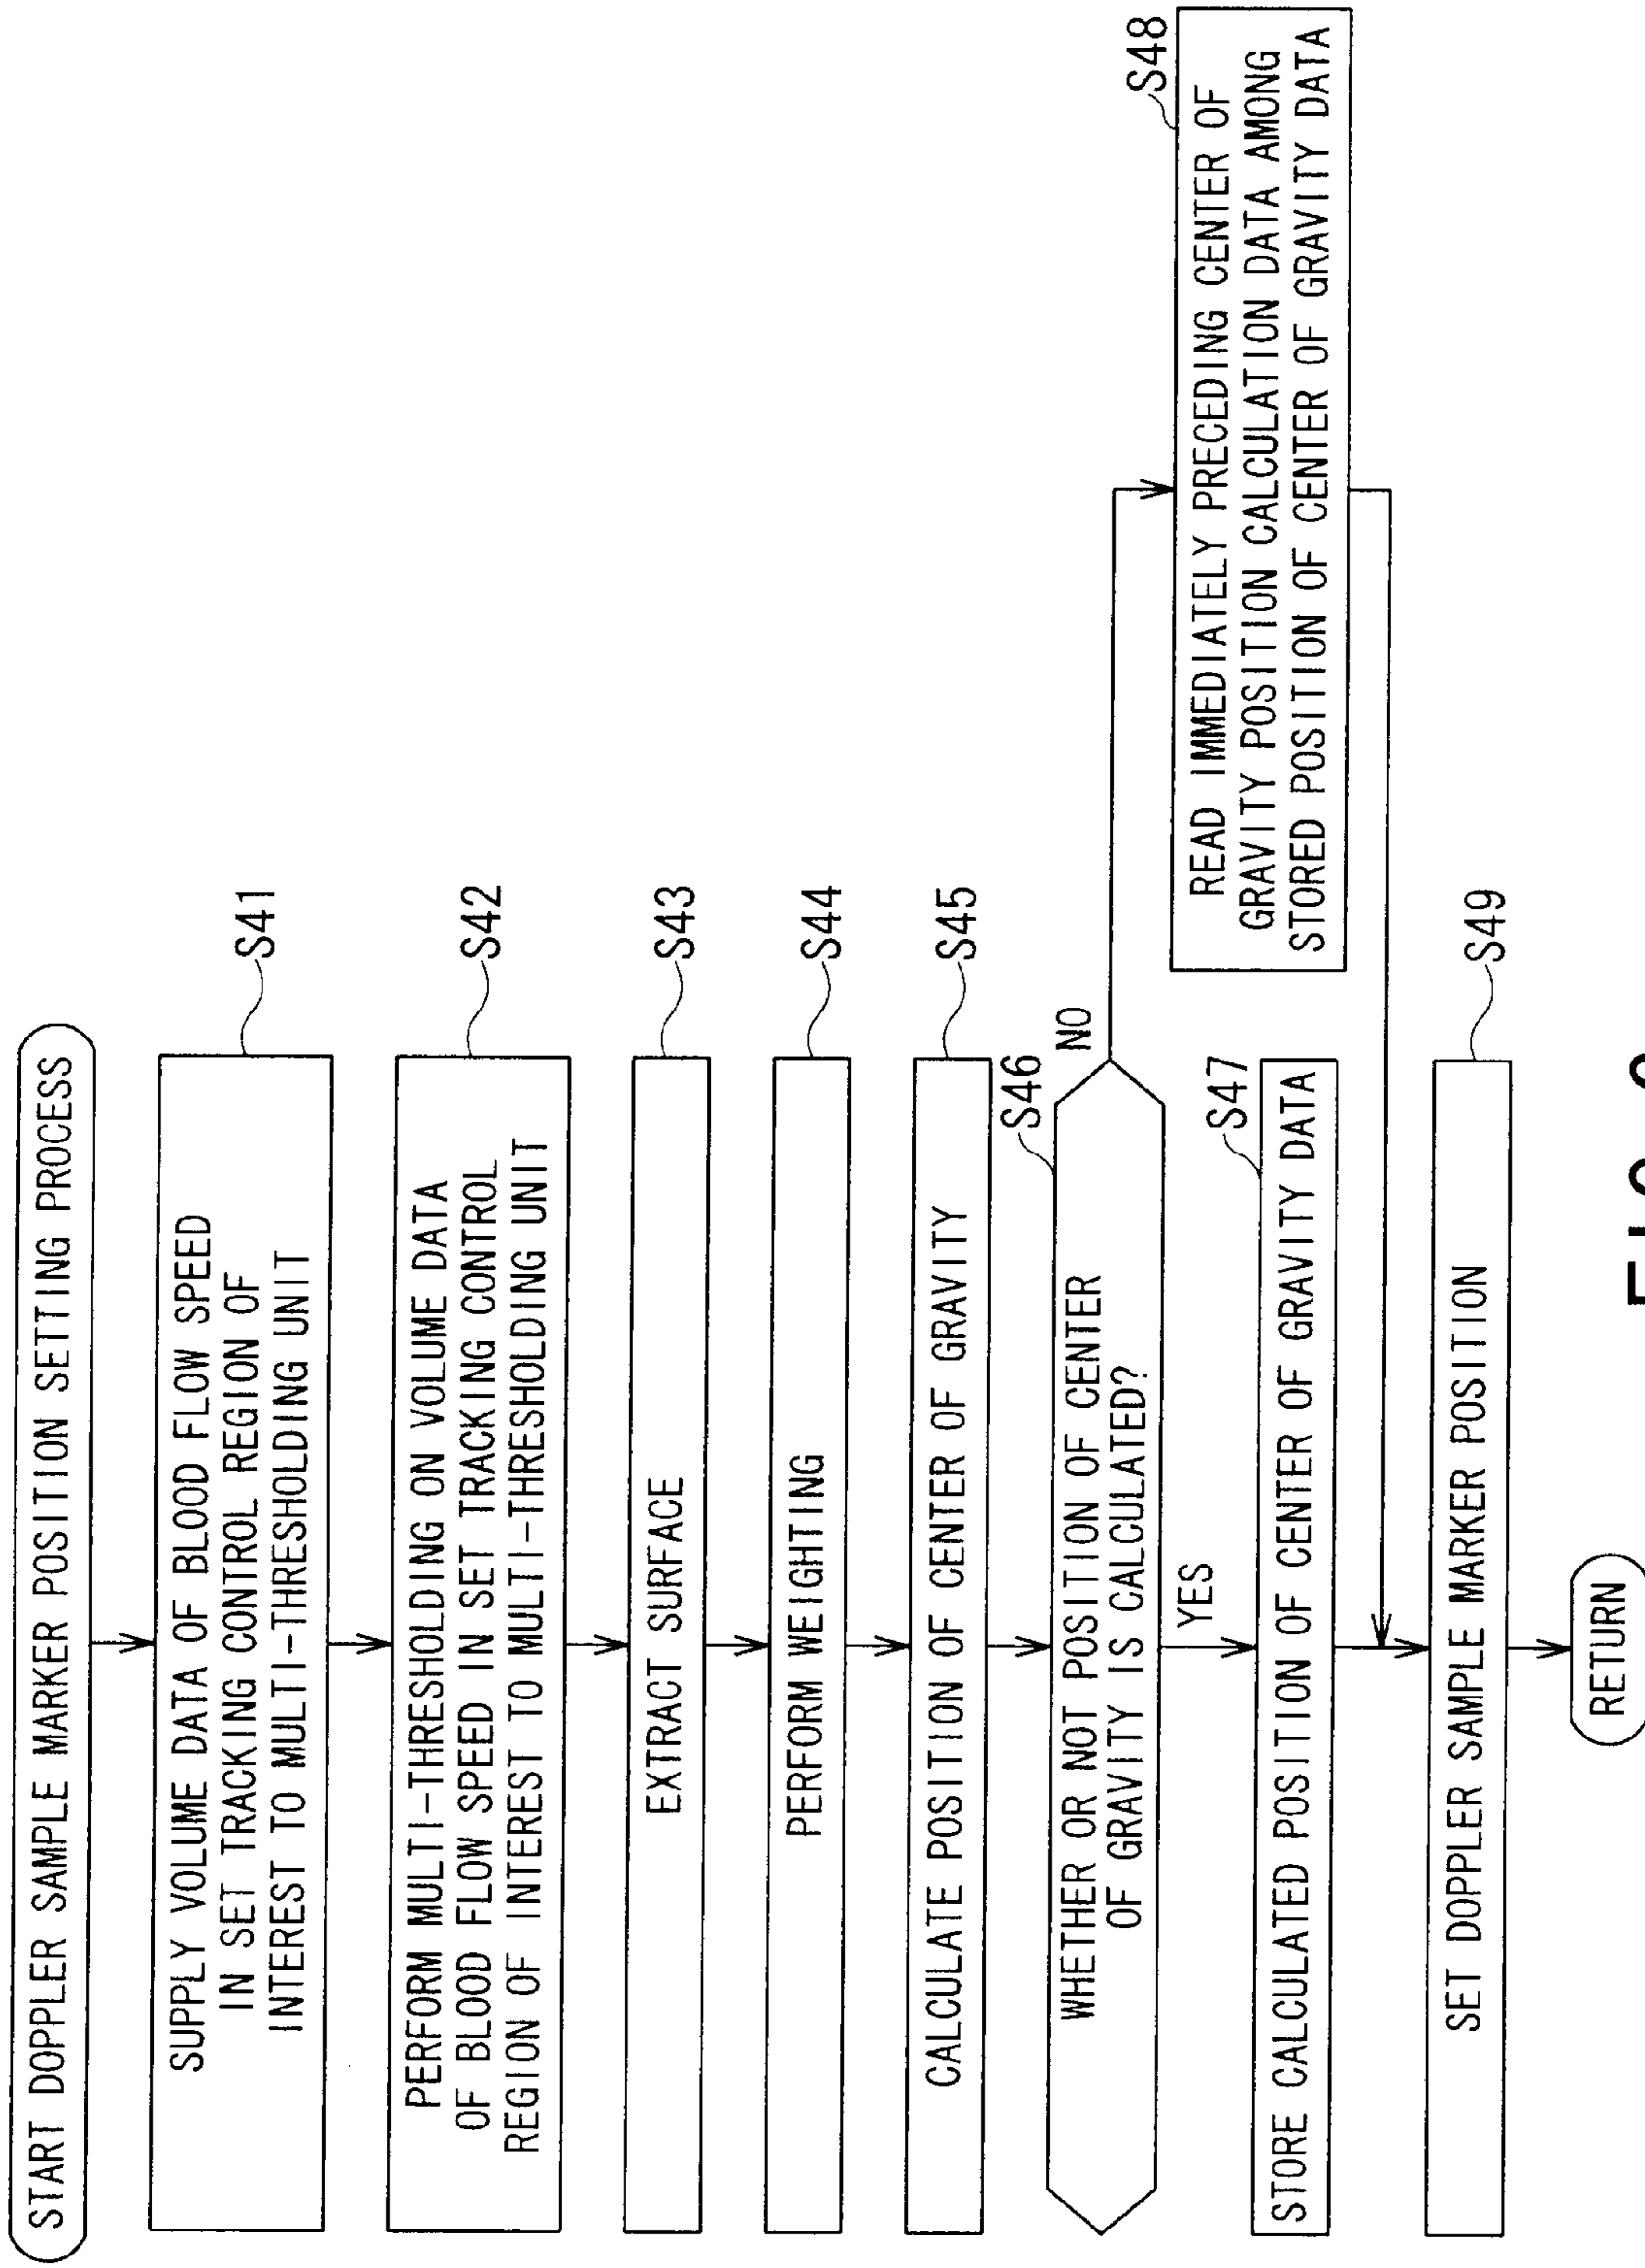 START DOPPLER SAMPLE MARKER POSITION SETTING PROCESS
S41
SUPPLY VOLUME DATA OF BLOOD FLOW SPEED
IN SET TRACKING CONTROL REGION OF
INTEREST TO MULTI-THRESHOLDING UNIT
S42
PERFORM MULTI-THRESHOLDING ON VOLUME DATA
OF BLOOD FLOW SPEED IN SET TRACKING CONTROL
REGION OF INTEREST TO MULTI-THRESHOLDING UNIT
S43
EXTRACT SURFACE
S44
PERFORM WEIGHTING
S45
CALCULATE POSITION OF CENTER OF GRAVITY
S46
WHETHER OR NOT POSITION OF CENTER
OF GRAVITY IS CALCULATED?
NO
YES
S48
READ IMMEDIATELY PRECEDING CENTER OF
GRAVITY POSITION CALCULATION DATA AMONG
STORED POSITION OF CENTER OF GRAVITY DATA
S47
STORE CALCULATED POSITION OF CENTER OF GRAVITY DATA
S49
SET DOPPLER SAMPLE MARKER POSITION
RETURN